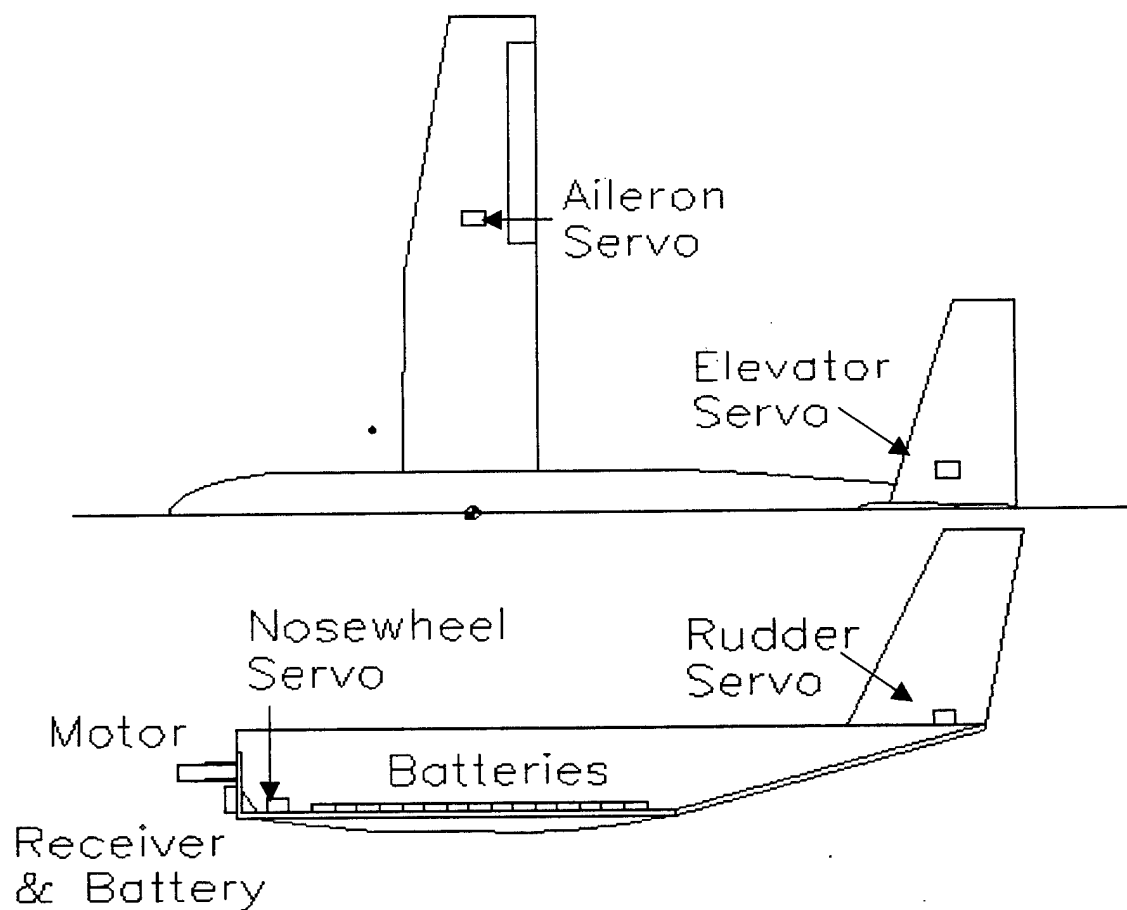 Aileron
Servo
Elevator
Servo
Nosewheel
Servo
Rudder
Servo
Motor
Batteries
Receiver
& Battery